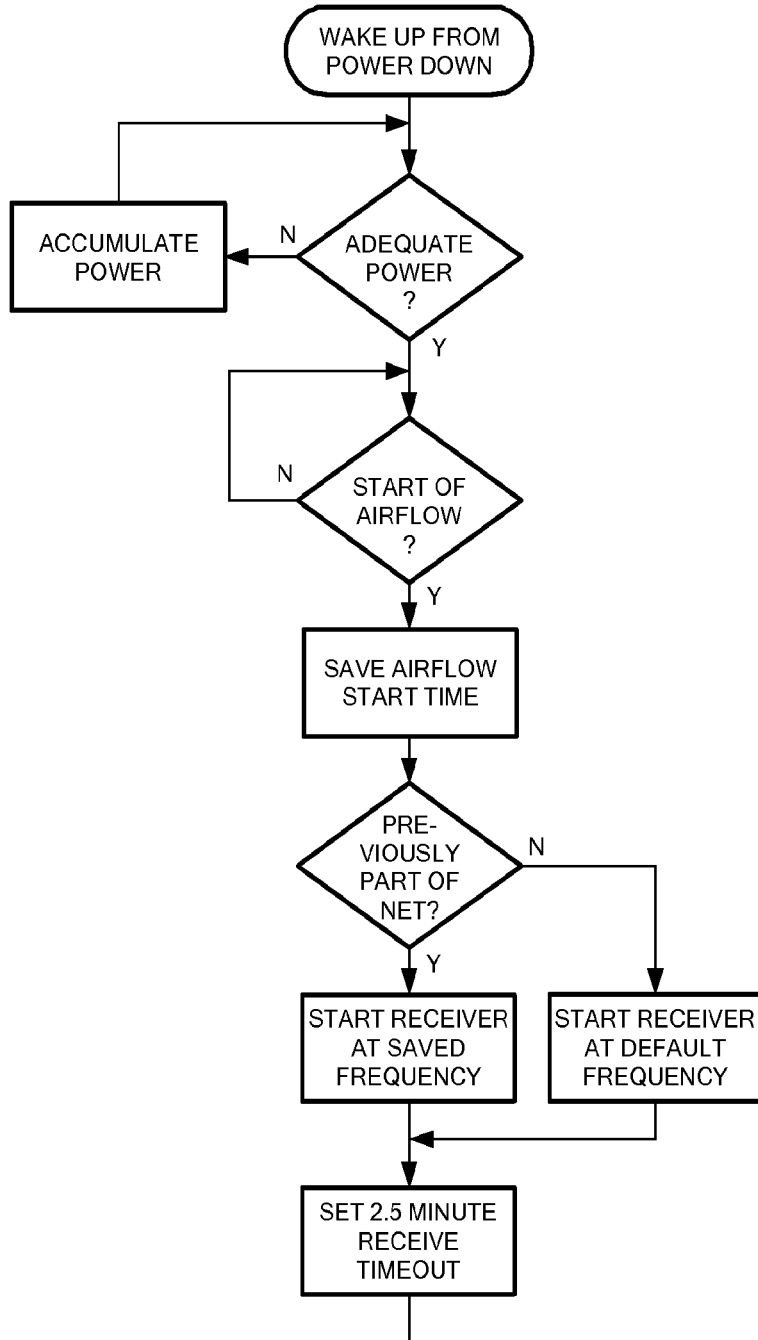 WAKE UP FROM
POWER DOWN
ACCUMULATE
POWER
N
ADEQUATE
POWER
?
Y
N
START OF
AIRFLOW
?
Y
SAVE AIRFLOW
START TIME
PRE-
VIOUSLY
PART OF
NET?
N
Y
START RECEIVER
AT SAVED
FREQUENCY
START RECEIVER
AT DEFAULT
FREQUENCY
SET 2.5 MINUTE
RECEIVE
TIMEOUT